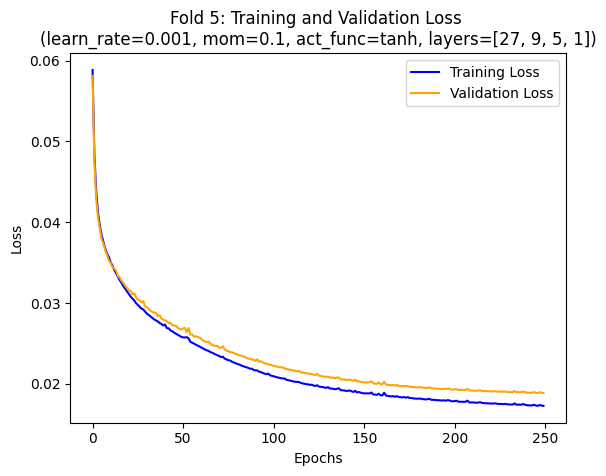 Fold 5: Training and Validation Loss
(learn_rate=0.001, mom=0.1, act_func=tanh, layers=[27, 9, 5, 1])
Training Loss
Validation Loss
0.06
0.05
0.04
0.03
0.02
Loss
0
50
100
150
200
250
Epochs